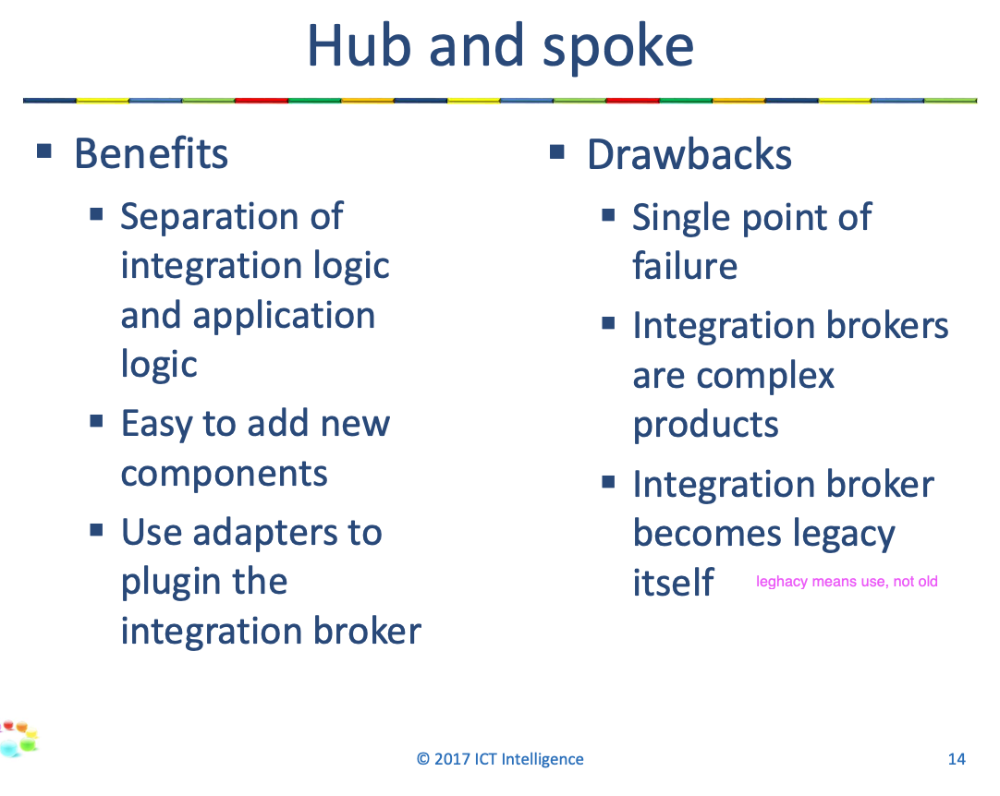 Hub and spoke
Benefits
Separation of
integration logic
and application
logic
Easy to add new
components
Use adapters to
plugin the
integration broker
Drawbacks
Single point of
failure
Integration brokers
are complex
products
Integration broker
becomes legacy
itself
leghacy means use, not old
© 2017 ICT Intelligence
14